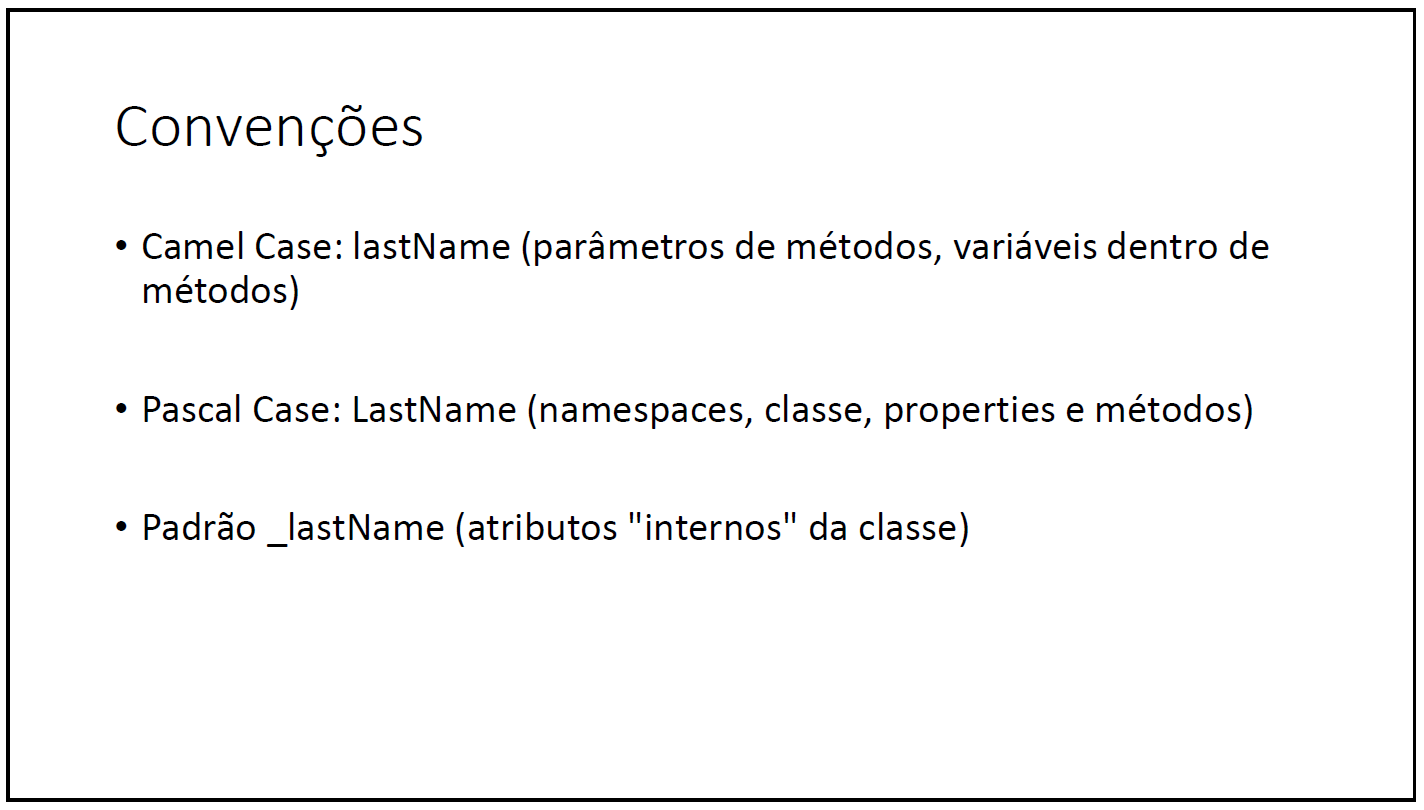 Convenções
• Camel Case: lastName (parâmetros de métodos, variáveis dentro de
métodos)
• Pascal Case: LastName (namespaces, classe, properties e métodos)
• Padrão _lastName (atributos "internos" da classe)